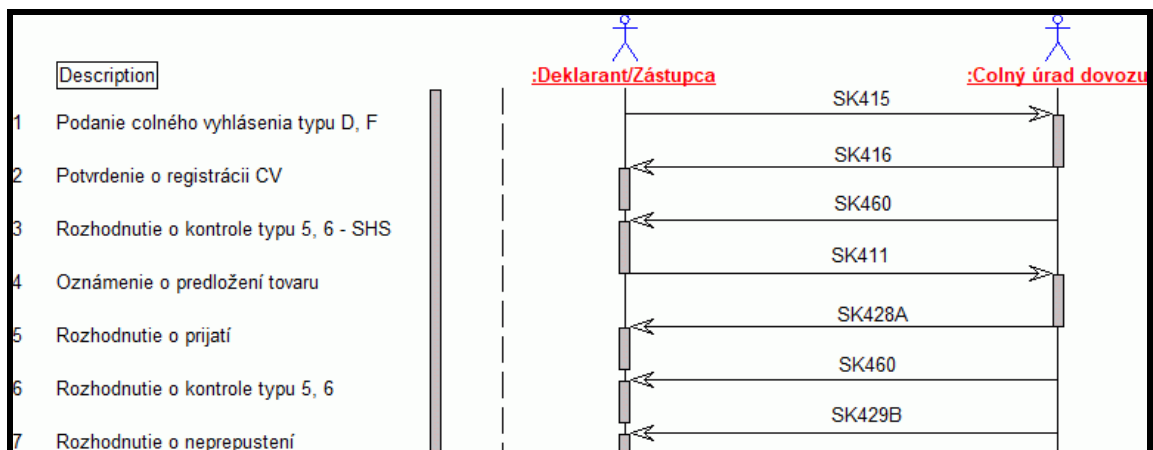 Description
:Deklarant/Zástupca
:Colný úrad dovozu
SK415
1 Podanie colného vyhlásenia typu D, F
SK416
2 Potvrdenie o registrácii CV
SK460
3 Rozhodnutie o kontrole typu 5, 6 - SHS
SK411
4 Oznámenie o predložení tovaru
SK428A
5 Rozhodnutie o prijatí
SK460
6 Rozhodnutie o kontrole typu 5, 6
SK429B
7 Rozhodnutie o neprepustení